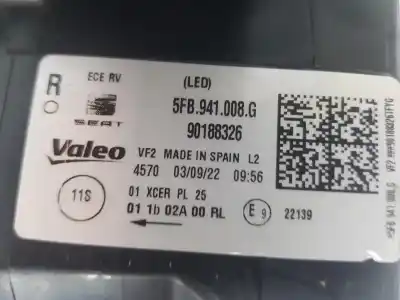 R
ECE RV
(LED)
SEAT
5FB.941.008.G
90188326
Valeo
VF2 MADE IN SPAIN L2
4570 03/09/22 09:56
11S
01 XCER PL 25
01 1b 02A 00 RL
E 9
22139